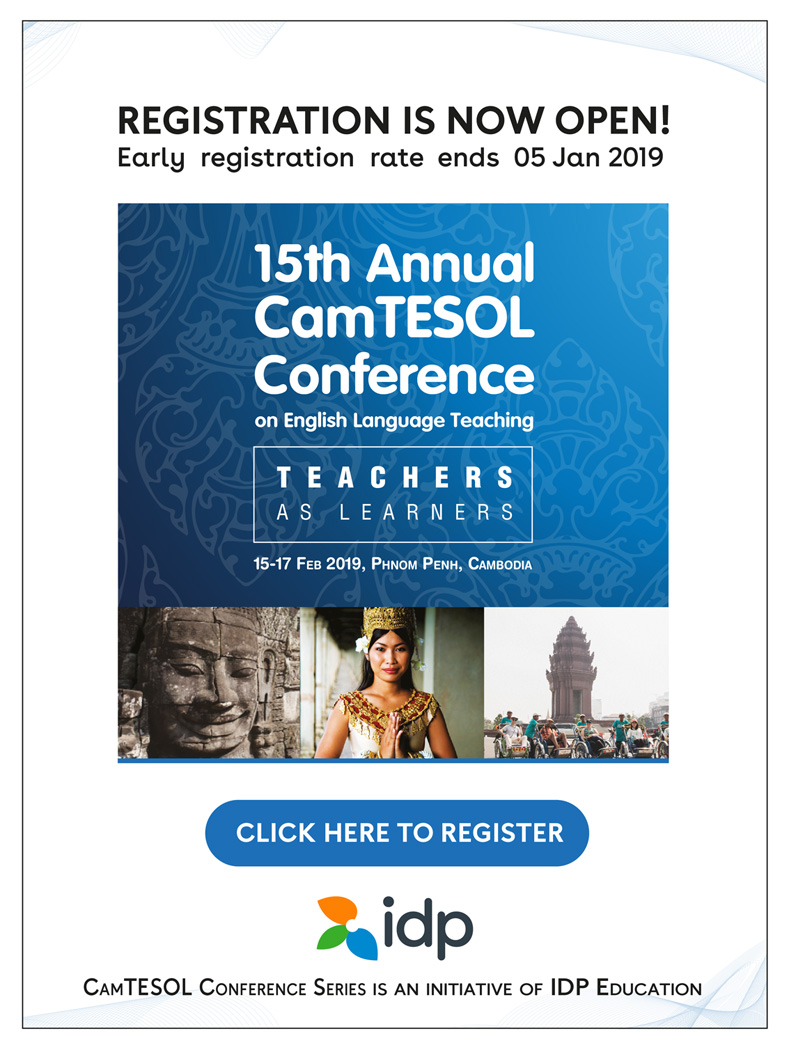 REGISTRATION IS NOW OPEN!
Early registration rate ends 05 Jan 2019
15th Annual
CamTESOL
Conference
on English Language Teaching
TEACHERS
AS LEARNERS
15-17 Feb 2019, Phnom Penh, Cambodia
CLICK HERE TO REGISTER
idp
CamTESOL Conference Series is an initiative of IDP Education